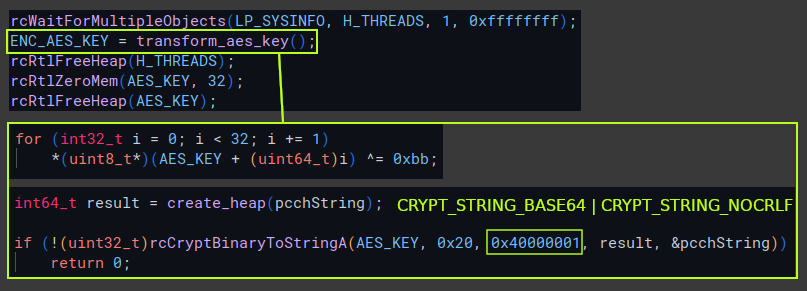 rcWaitForMultipleObjects(LP_SYSINFO, H_THREADS, 1, 0xffffffff);
ENC_AES_KEY = transform_aes_key();
rcRtlFreeHeap(H_THREADS);
rcRtlZeroMem(AES_KEY, 32);
rcRtlFreeHeap(AES_KEY);
for (int32_t i = 0; i < 32; i += 1)
*(uint8_t*)(AES_KEY + (uint64_t)i) ^= 0xbb;
int64_t result = create_heap(pcchString); CRYPT_STRING_BASE64 | CRYPT_STRING_NOCRLF
if (!(uint32_t)rcCryptBinaryToStringA(AES_KEY, 0x20, 0x40000001, result, &pcchString))
return 0;